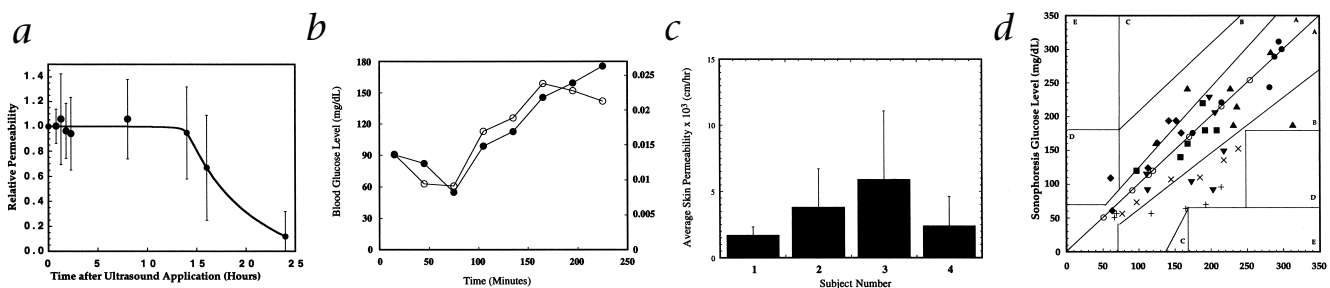 a
Relative Permeability
1.4
1.2
1.0
0.8
0.6
0.4
0.2
0.0
0 5 10 15 20 25
Time after Ultrasound Application (Hours)
b
Blood Glucose Level (mg/dL)
180
150
120
90
60
30
0
0.025
0.02
0.015
0.01
0.005
0
0 50 100 150 200 250
Time (Minutes)
c
Average Skin Permeability x 10³ (cm/hr)
15
10
5
0
1 2 3 4
Subject Number
d
Sonophoresis Glucose Level (mg/dL)
350
300
250
200
150
100
50
0
E C B A
A
B
D
D
C
E
0 50 100 150 200 250 300 350